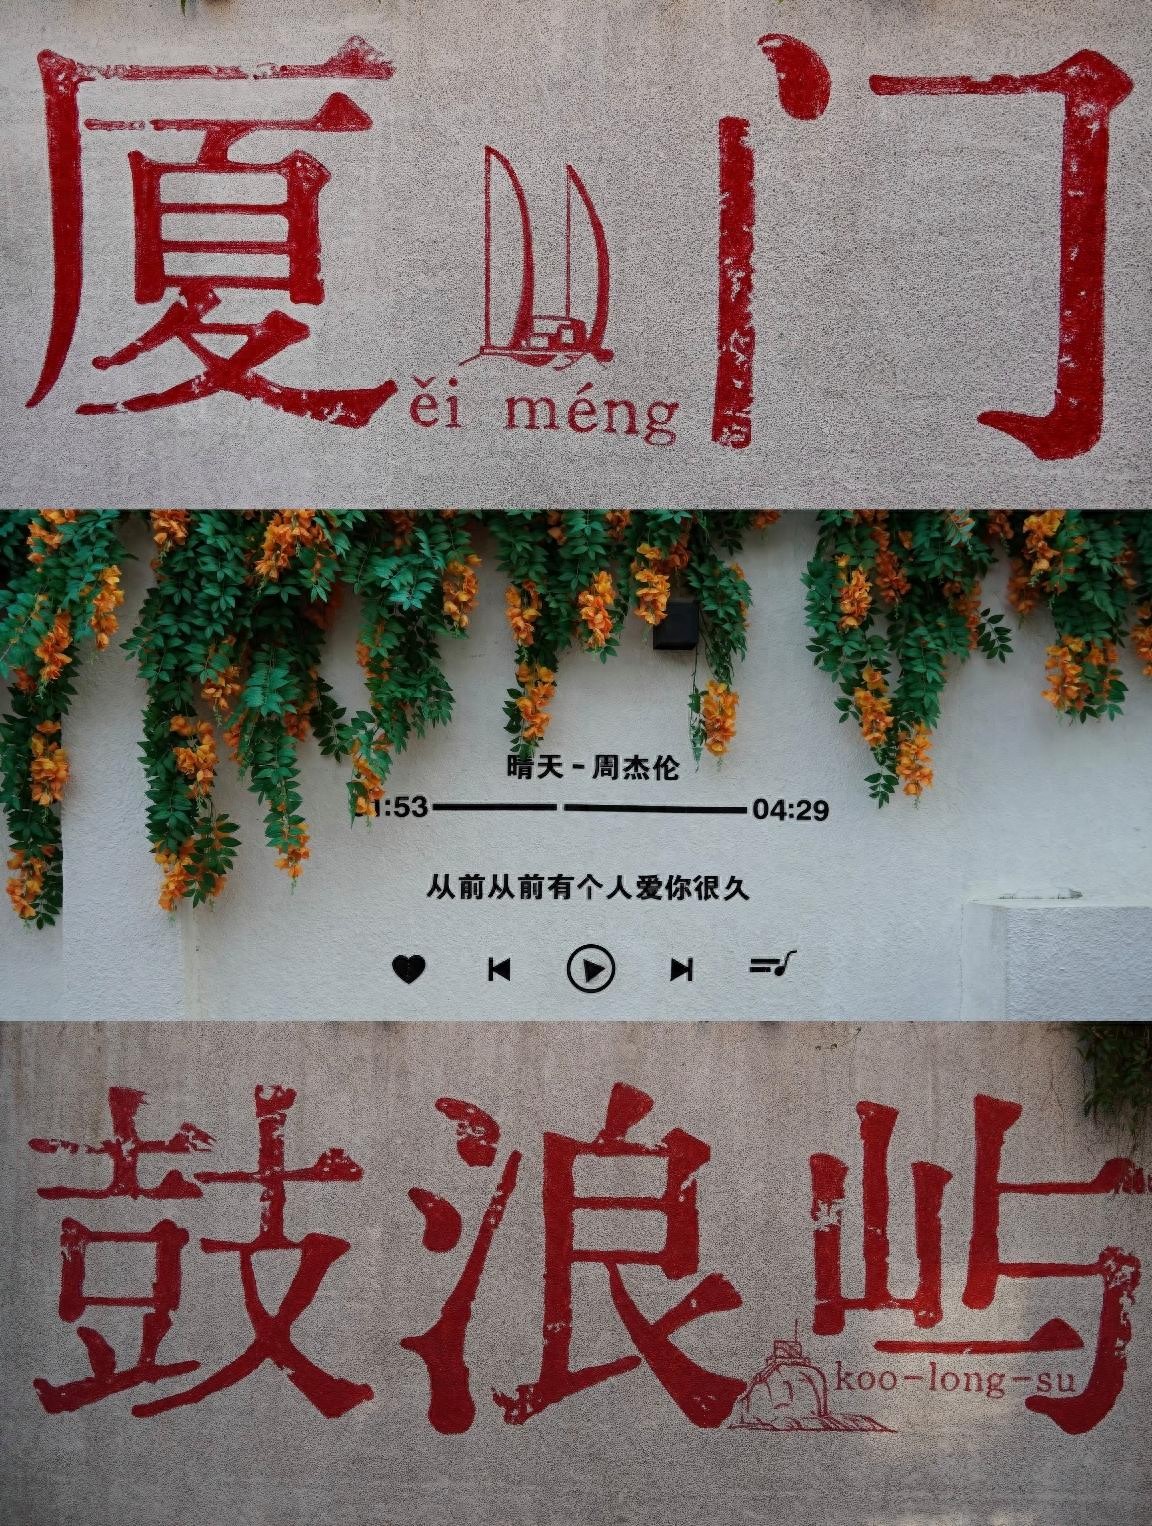 厦门
ěi méng
晴天-周杰伦
01:53 04:29
从前从前有个人爱你很久
鼓浪屿
koo-long-su